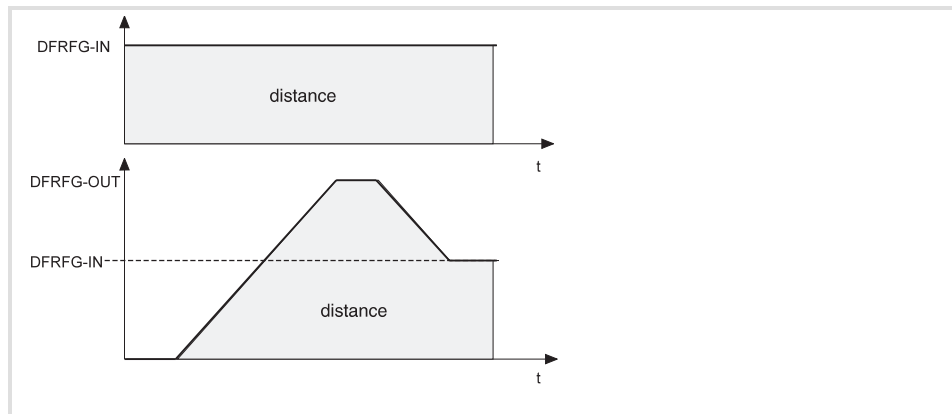 DFRFG-IN
distance
t
DFRFG-OUT
DFRFG-IN
distance
t